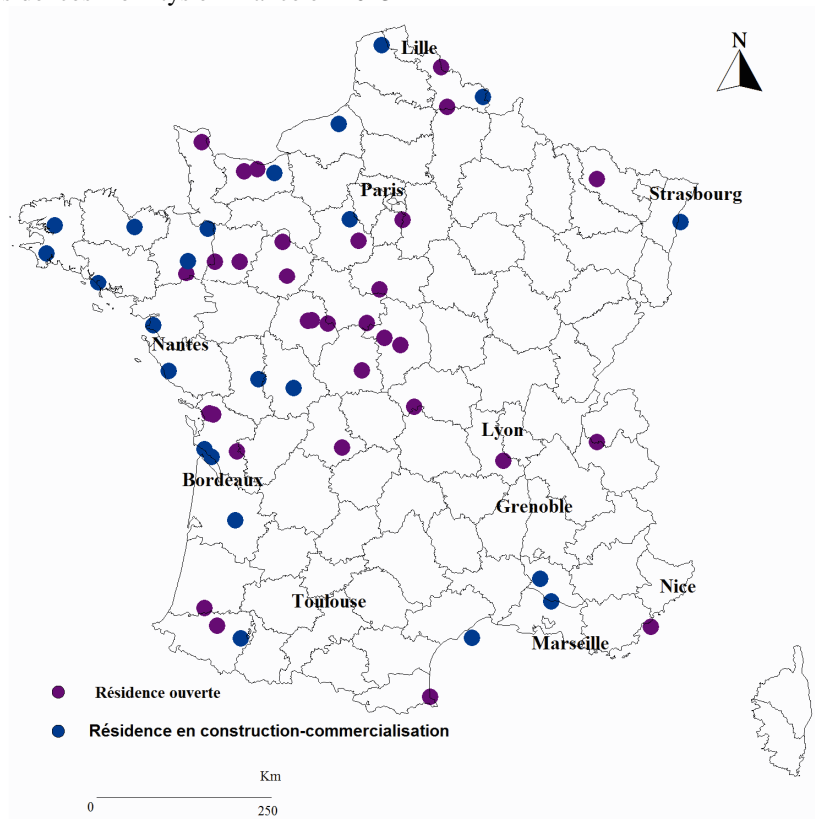 Lille
N
Paris
Strasbourg
Nantes
Lyon
Bordeaux
Grenoble
Nice
Toulouse
Marseille
Résidence ouverte
Résidence en construction-commercialisation
Km
0
250